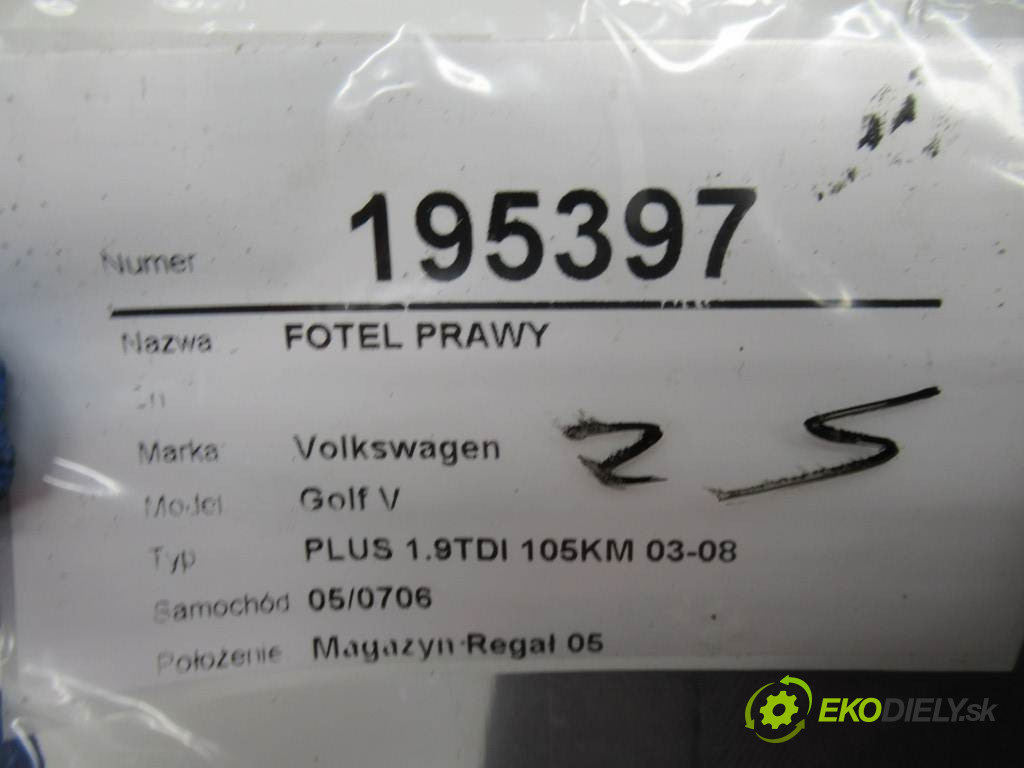 Numer 195397
Nazwa FOTEL PRAWY
Marka Volkswagen 25
Model Golf V
Typ PLUS 1.9TDI 105KM 03-08
Samochód 05/0706
Położenie Magazyn-Regał 05
EKODIELY.sk